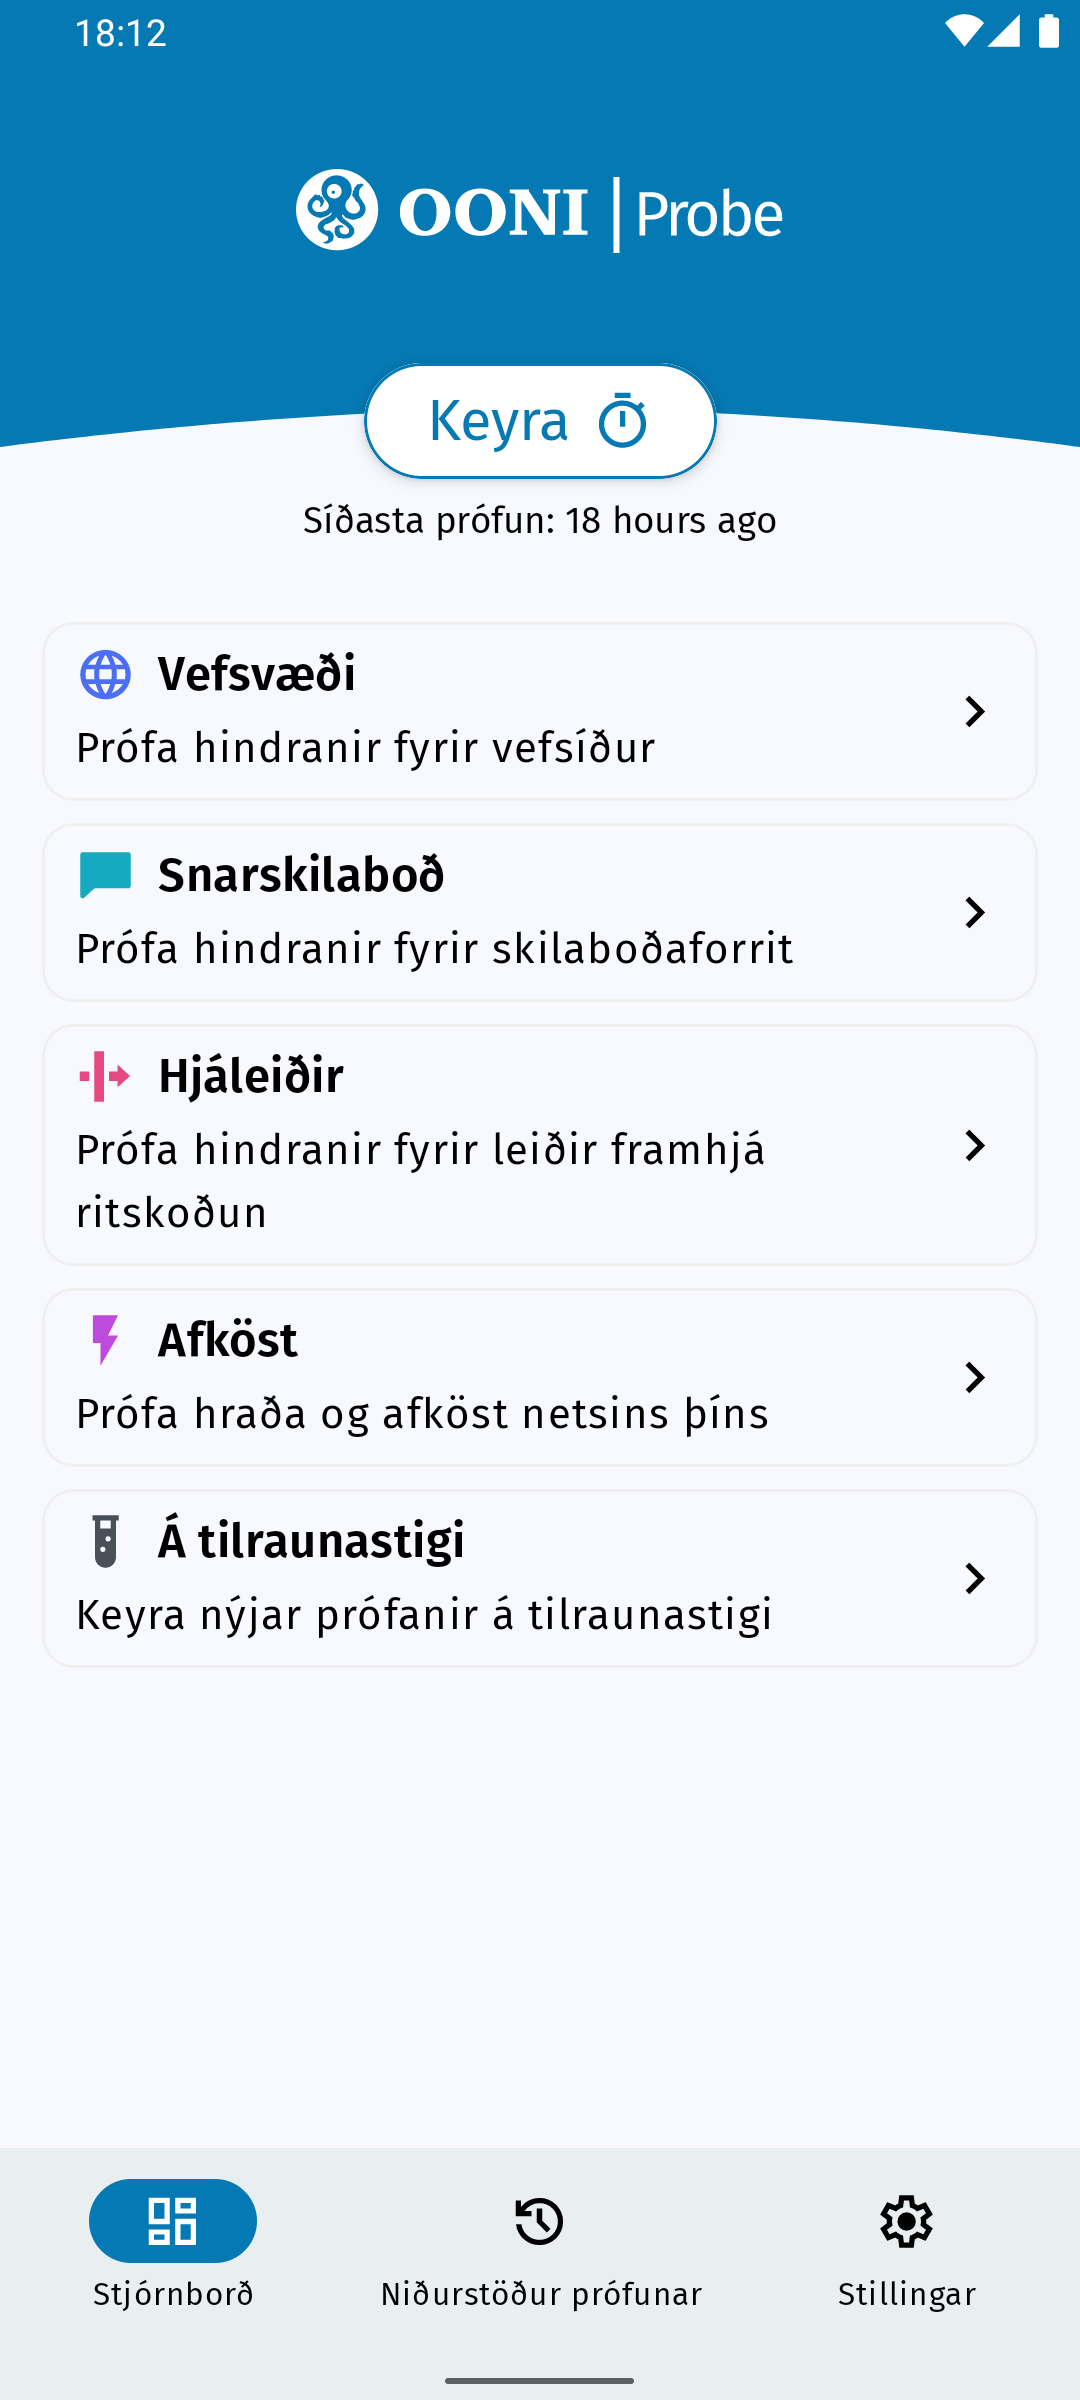 18:12
OONI | Probe
Keyra
Síðasta prófun: 18 hours ago
Vefsvæði
Prófa hindranir fyrir vefsíður
Snarskilaboð
Prófa hindranir fyrir skilaboðaforrit
Hjáleiðir
Prófa hindranir fyrir leiðir framhjá
ritskoðun
Afköst
Prófa hraða og afköst netsins þíns
Á tilraunastigi
Keyra nýjar prófanir á tilraunastigi
Stjórnborð
Niðurstöður prófunar
Stillingar